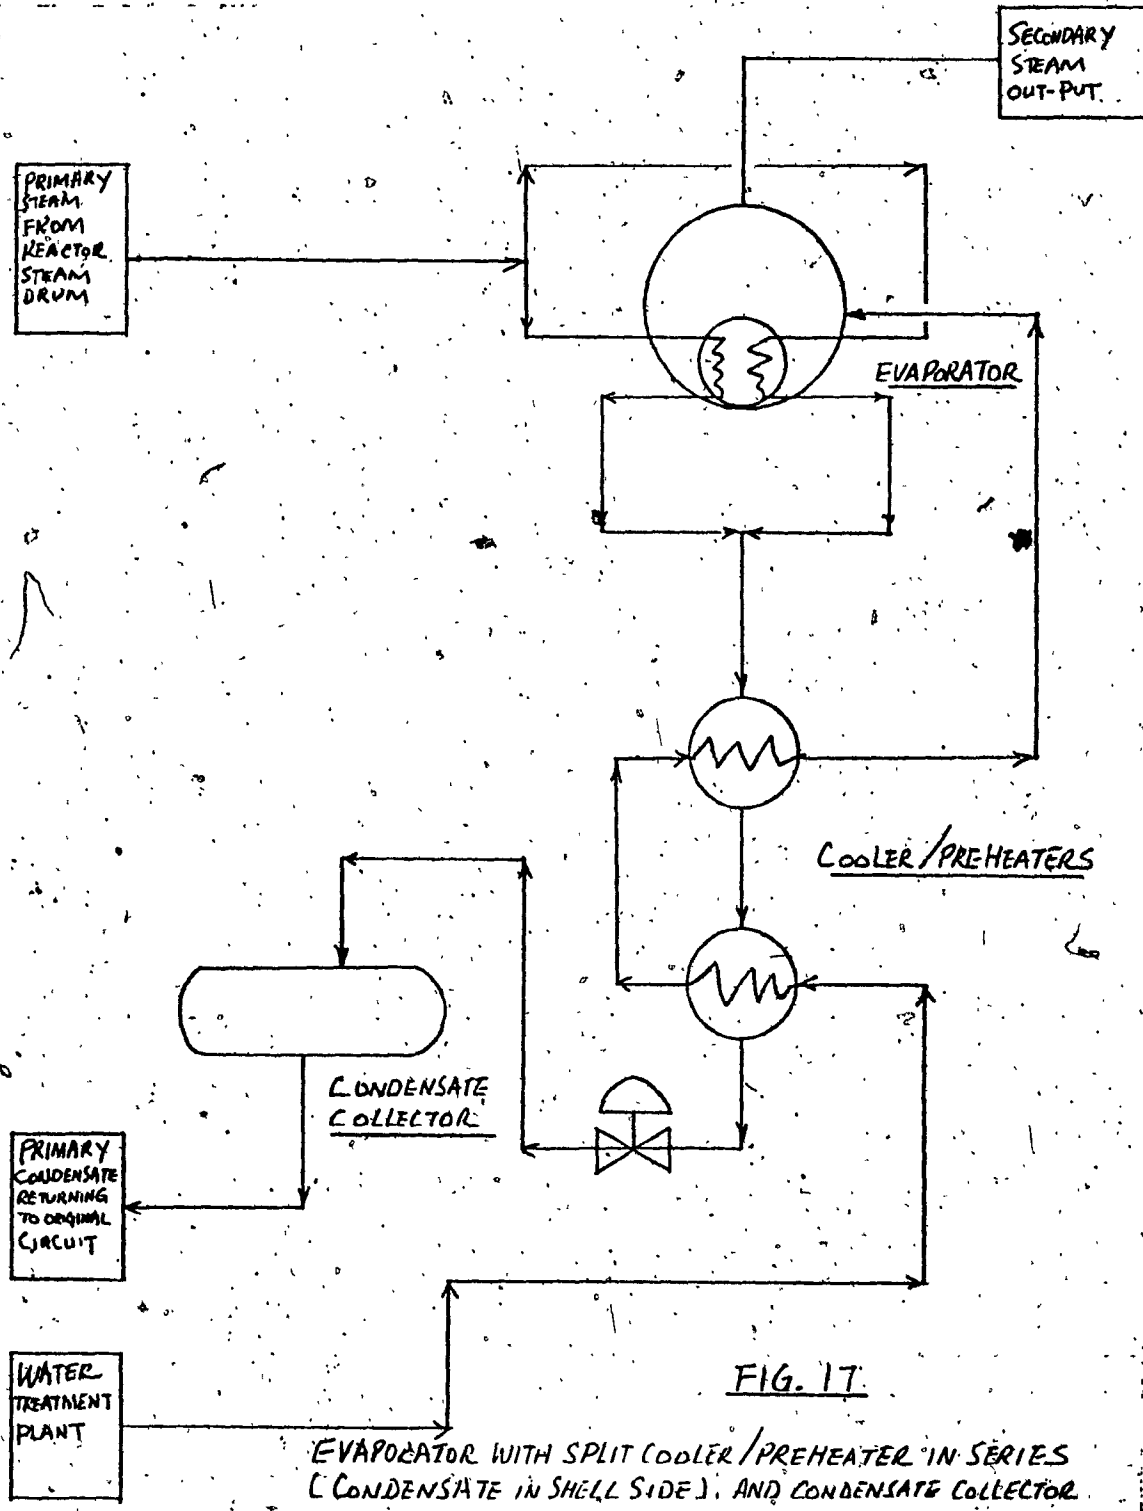 SECONDARY
STEAM
OUT-PUT.
PRIMARY
STEAM
FROM
REACTOR
STEAM
DRUM
EVAPORATOR
COOLER/PREHEATERS
CONDENSATE
COLLECTOR
PRIMARY
CONDENSATE
RETURNING
TO ORIGINAL
CIRCUIT
WATER
TREATMENT
PLANT
FIG. 17.
EVAPORATOR WITH SPLIT COOLER/PREHEATER IN SERIES
(CONDENSATE IN SHELL SIDE). AND CONDENSATE COLLECTOR